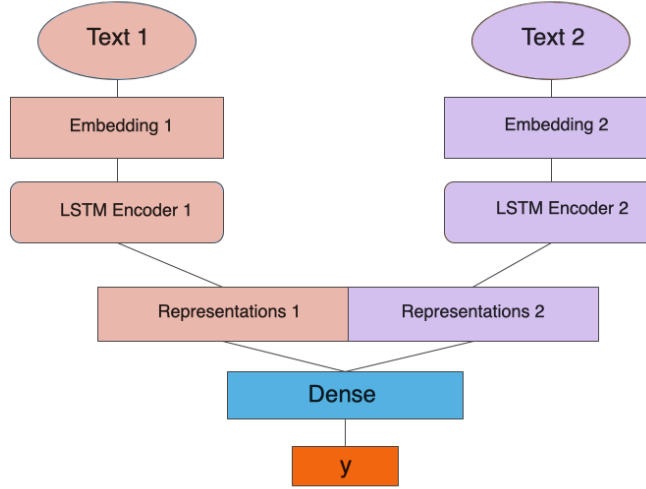 Text 1
Text 2
Embedding 1
Embedding 2
LSTM Encoder 1
LSTM Encoder 2
Representations 1
Representations 2
Dense
y